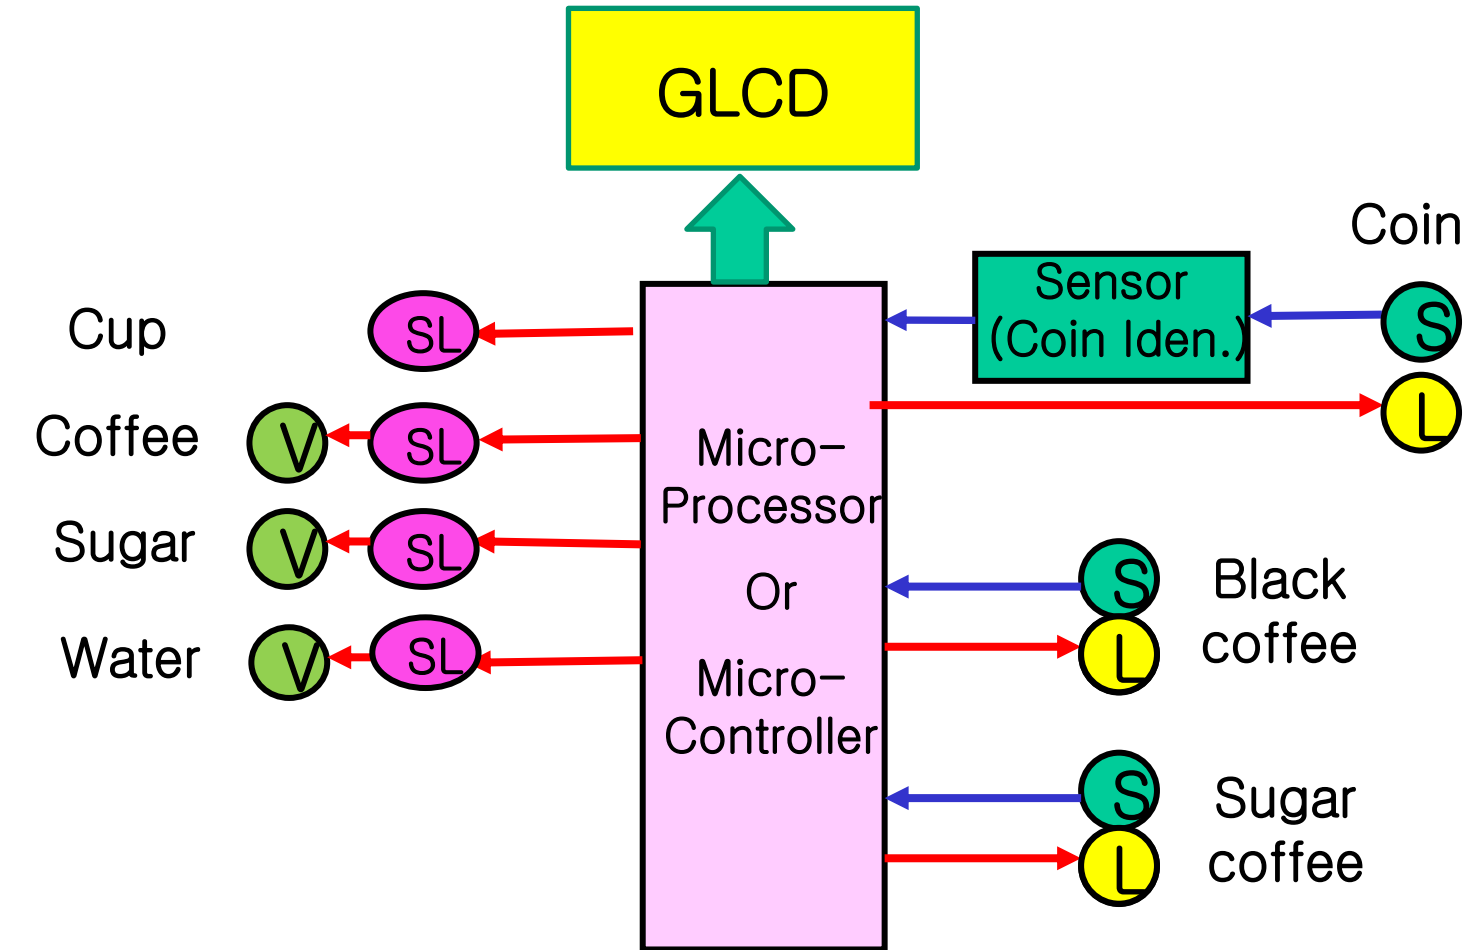 GLCD
Coin
Sensor
(Coin Iden.)
S
L
Cup
SL
Coffee
V
SL
Sugar
V
SL
Water
V
SL
Micro-
Processor
Or
Micro-
Controller
S
L
Black
coffee
S
L
Sugar
coffee